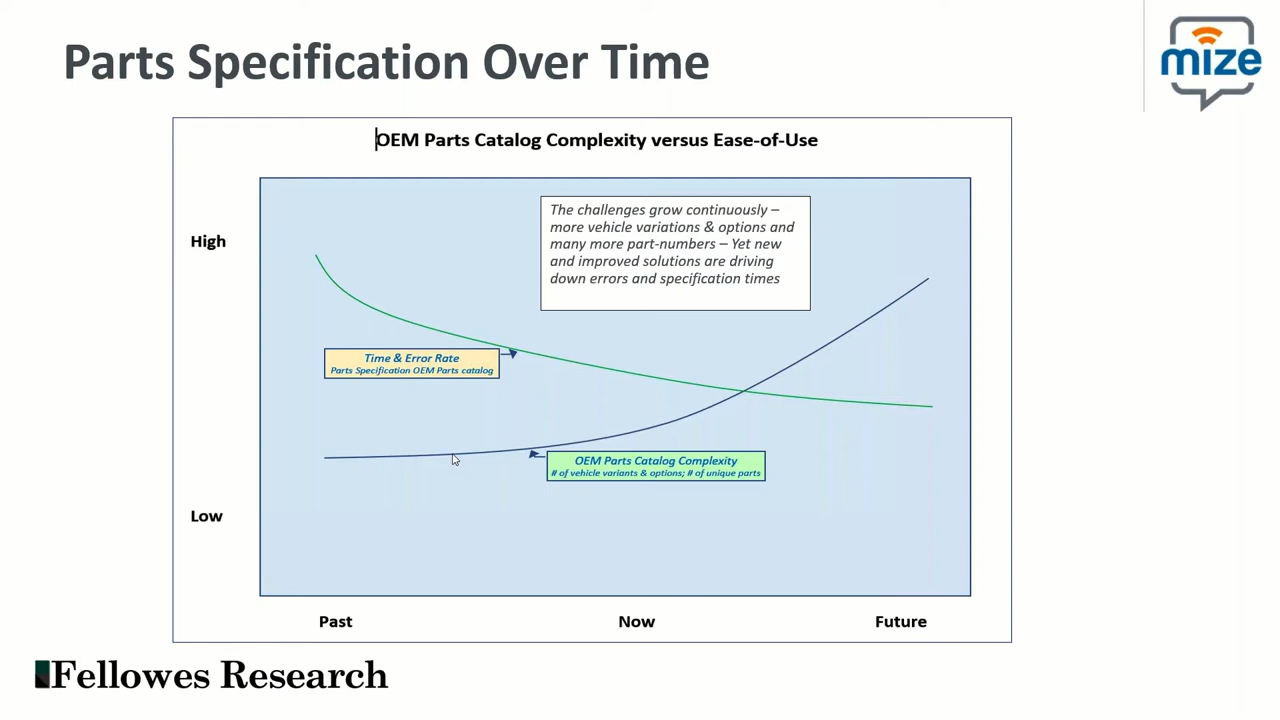 Parts Specification Over Time
mize
OEM Parts Catalog Complexity versus Ease-of-Use
The challenges grow continuously –
more vehicle variations & options and
many more part-numbers – Yet new
and improved solutions are driving
down errors and specification times
High
Time & Error Rate
Parts Specification OEM Parts catalog
OEM Parts Catalog Complexity
# of vehicle variants & options; # of unique parts
Low
Past
Now
Future
Fellowes Research